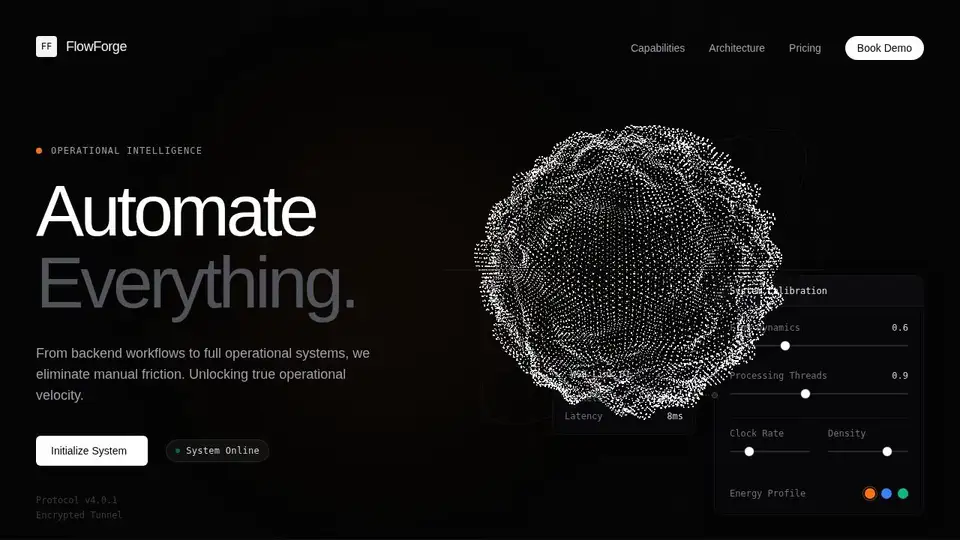 FF FlowForge
Capabilities Architecture Pricing Book Demo
OPERATIONAL INTELLIGENCE
Automate
Everything.
From backend workflows to full operational systems, we
eliminate manual friction. Unlocking true operational
velocity.
Initialize System
System Online
Protocol v4.0.1
Encrypted Tunnel
Latency 8ms
System Calibration
0.6
Processing Threads 0.9
Clock Rate Density
Energy Profile